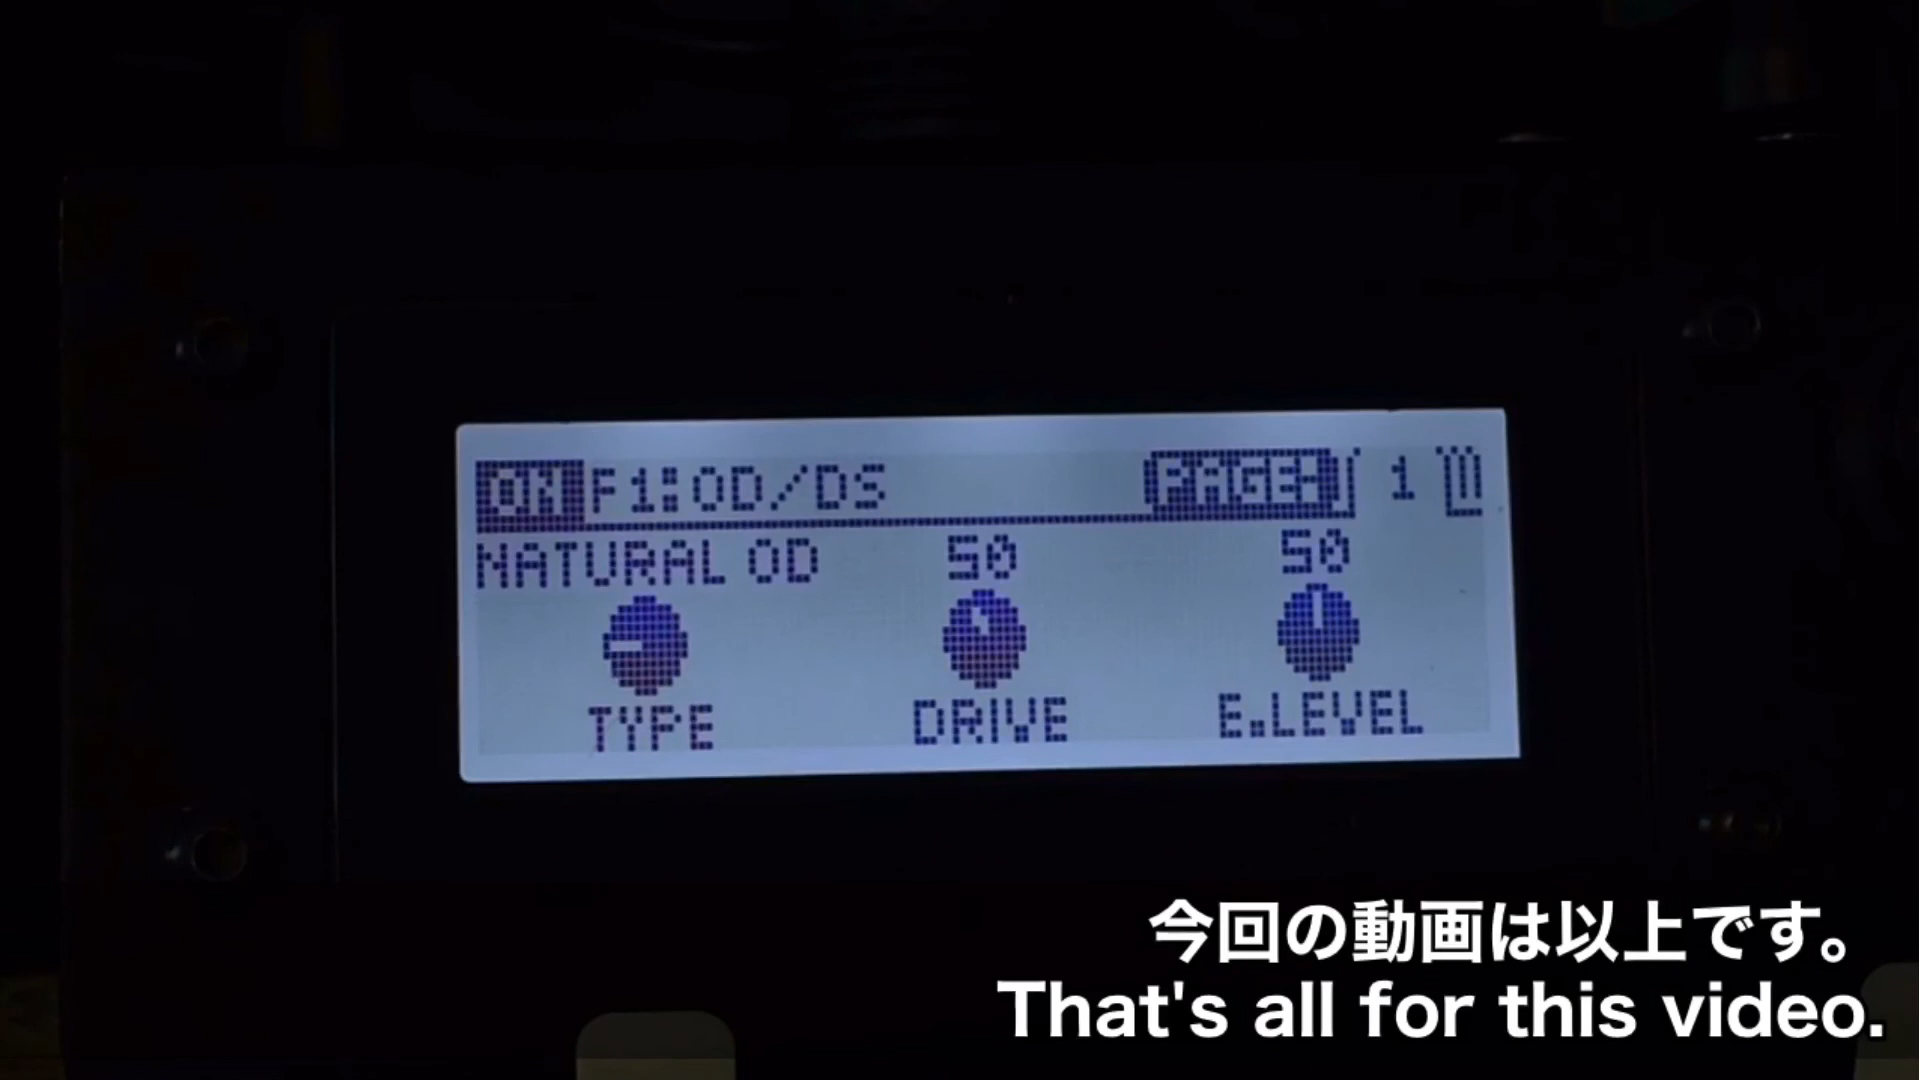 ON F1:OD/DS PAGE 1
NATURAL OD 50 50
TYPE DRIVE E.LEVEL
今回の動画は以上です。
That's all for this video.